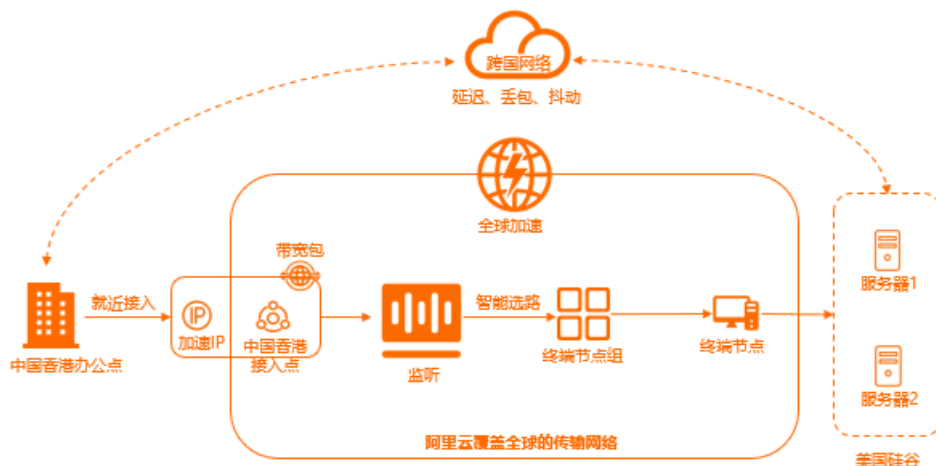 跨国网络
延迟、丢包、抖动
全球加速
带宽包
就近接入
IP
加速IP
中国香港
接入点
智能选路
监听
终端节点组
终端节点
服务器1
服务器2
中国香港办公点
阿里云覆盖全球的传输网络
美国硅谷